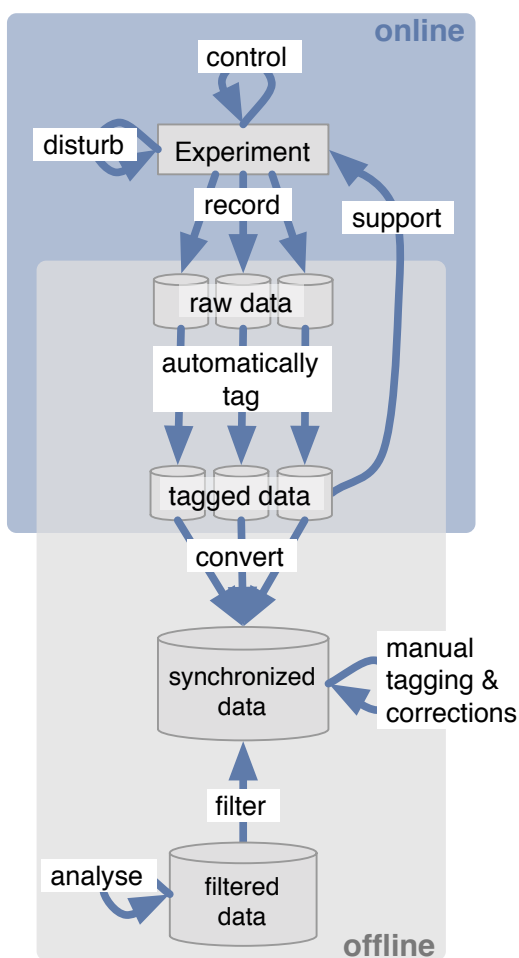 online
control
disturb
Experiment
record
support
raw data
automatically
tag
tagged data
convert
synchronized
data
manual
tagging &
corrections
filter
analyse
filtered
data
offline